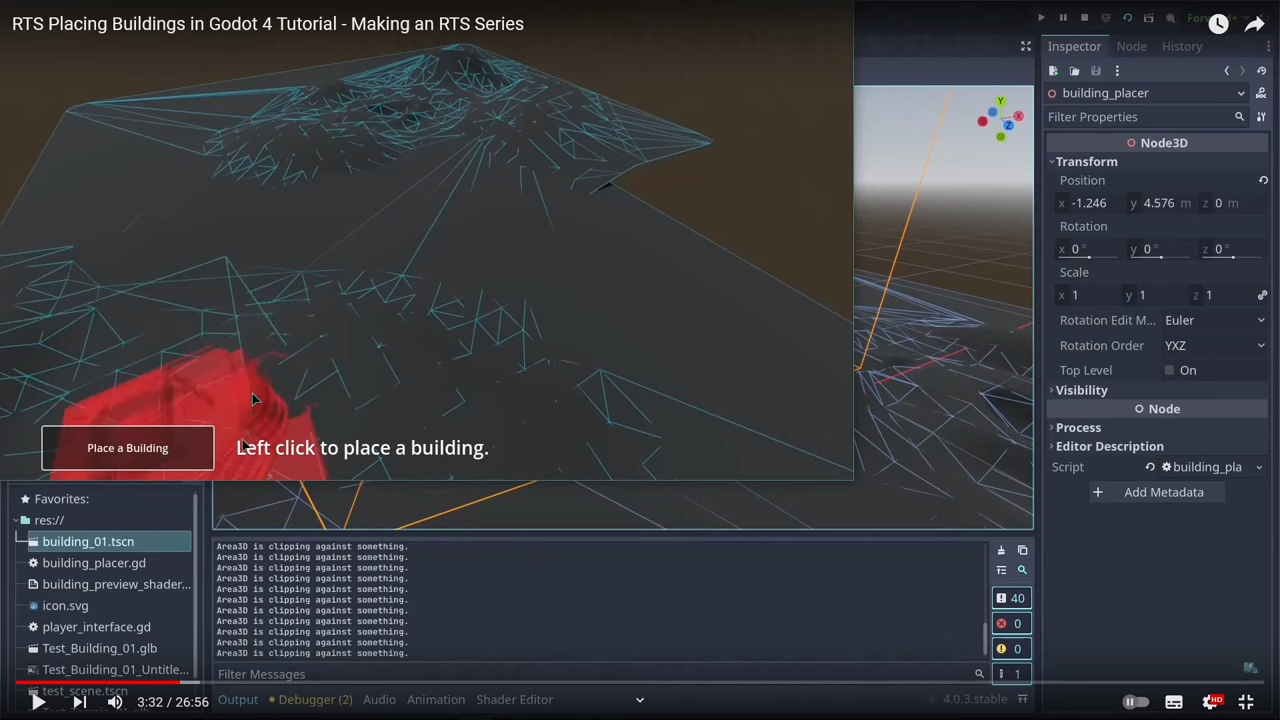 RTS Placing Buildings in Godot 4 Tutorial - Making an RTS Series
Inspector Node History
building_placer
Filter Properties
Node3D
Transform
Position
x -1.246 y 4.576 m z 0 m
Rotation
x 0 ° y 0 ° z 0 °
Scale
x 1 y 1 z 1
Rotation Edit M... Euler
Rotation Order YXZ
Top Level On
Visibility
Node
Process
Editor Description
Script building_pla
+ Add Metadata
Y
X
Z
Place a Building
Left click to place a building.
Favorites:
res://
building_01.tscn
building_placer.gd
building_preview_shader...
icon.svg
player_interface.gd
Test_Building_01.glb
Test_Building_01_Untitle...
test_scene.tscn
Area3D is clipping against something.
Area3D is clipping against something.
Area3D is clipping against something.
Area3D is clipping against something.
Area3D is clipping against something.
Area3D is clipping against something.
Area3D is clipping against something.
Area3D is clipping against something.
Area3D is clipping against something.
Area3D is clipping against something.
Area3D is clipping against something.
40
0
0
1
Filter Messages
Output Debugger (2) Audio Animation Shader Editor
4.0.3.stable
3:32 / 26:56
HD